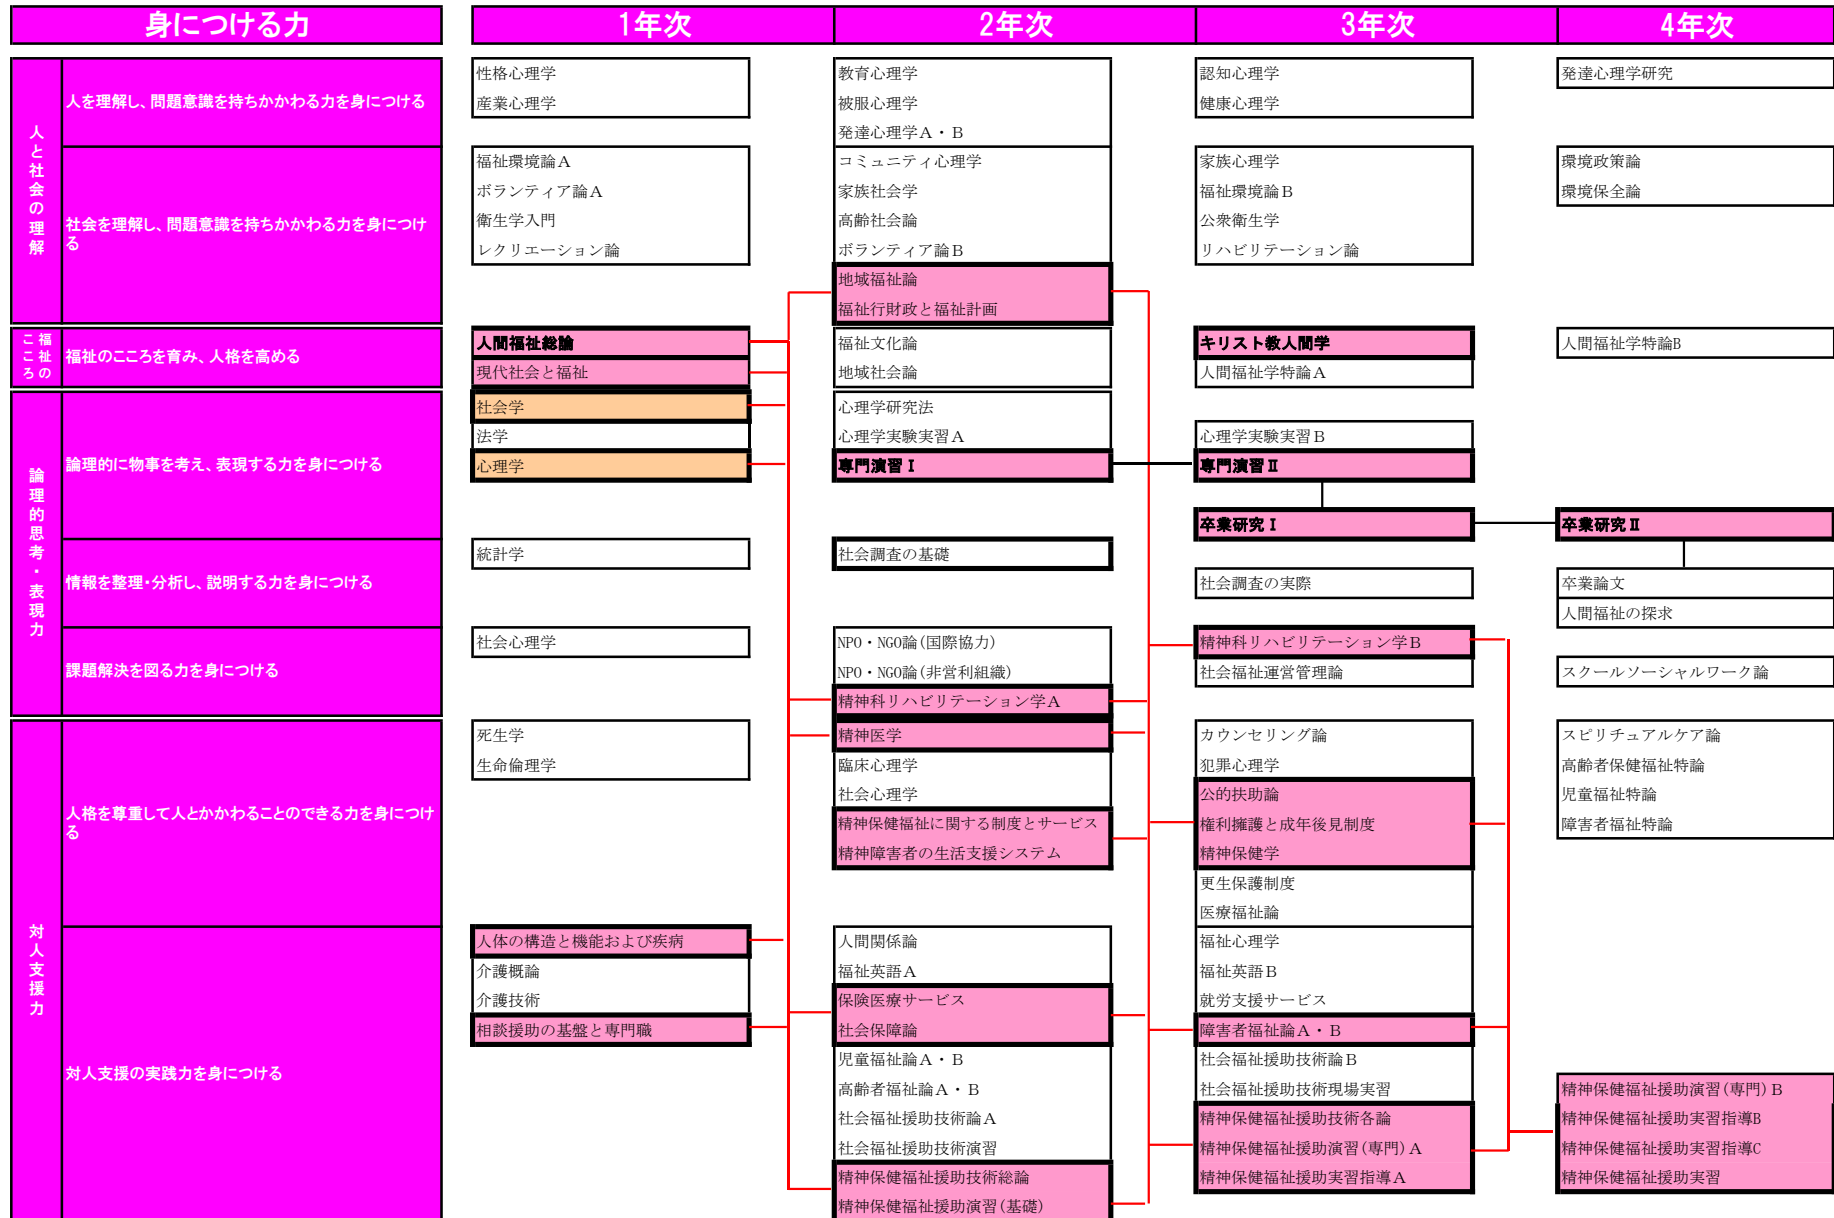 身につける力
1年次
2年次
3年次
4年次
人と社会の理解
人を理解し、問題意識を持ちかかわる力を身につける
性格心理学
産業心理学
教育心理学
被服心理学
発達心理学A・B
認知心理学
健康心理学
発達心理学研究
社会を理解し、問題意識を持ちかかわる力を身につけ
る
福祉環境論A
ボランティア論A
衛生学入門
レクリエーション論
コミュニティ心理学
家族社会学
高齢社会論
ボランティア論B
地域福祉論
福祉行財政と福祉計画
家族心理学
福祉環境論B
公衆衛生学
リハビリテーション論
環境政策論
環境保全論
福祉の
こころ
福祉のこころを育み、人格を高める
人間福祉総論
現代社会と福祉
福祉文化論
地域社会論
キリスト教人間学
人間福祉学特論A
人間福祉学特論B
論理的思考・表現力
論理的に物事を考え、表現する力を身につける
社会学
法学
心理学
心理学研究法
心理学実験実習A
専門演習Ⅰ
心理学実験実習B
専門演習Ⅱ
卒業研究Ⅰ
卒業研究Ⅱ
情報を整理・分析し、説明する力を身につける
統計学
社会調査の基礎
社会調査の実際
卒業論文
人間福祉の探求
課題解決を図る力を身につける
社会心理学
NPO・NGO論(国際協力)
NPO・NGO論(非営利組織)
精神科リハビリテーション学A
精神科リハビリテーション学B
社会福祉運営管理論
スクールソーシャルワーク論
対人支援力
人格を尊重して人とかかわることのできる力を身につけ
る
死生学
生命倫理学
精神医学
臨床心理学
社会心理学
精神保健福祉に関する制度とサービス
精神障害者の生活支援システム
カウンセリング論
犯罪心理学
公的扶助論
権利擁護と成年後見制度
精神保健学
更生保護制度
医療福祉論
スピリチュアルケア論
高齢者保健福祉特論
児童福祉特論
障害者福祉特論
対人支援の実践力を身につける
人体の構造と機能および疾病
介護概論
介護技術
相談援助の基盤と専門職
人間関係論
福祉英語A
保険医療サービス
社会保障論
児童福祉論A・B
高齢者福祉論A・B
社会福祉援助技術論A
社会福祉援助技術演習
精神保健福祉援助技術総論
精神保健福祉援助演習(基礎)
福祉心理学
福祉英語B
就労支援サービス
障害者福祉論A・B
社会福祉援助技術論B
社会福祉援助技術現場実習
精神保健福祉援助技術各論
精神保健福祉援助演習(専門)A
精神保健福祉援助実習指導A
精神保健福祉援助演習(専門)B
精神保健福祉援助実習指導B
精神保健福祉援助実習指導C
精神保健福祉援助実習